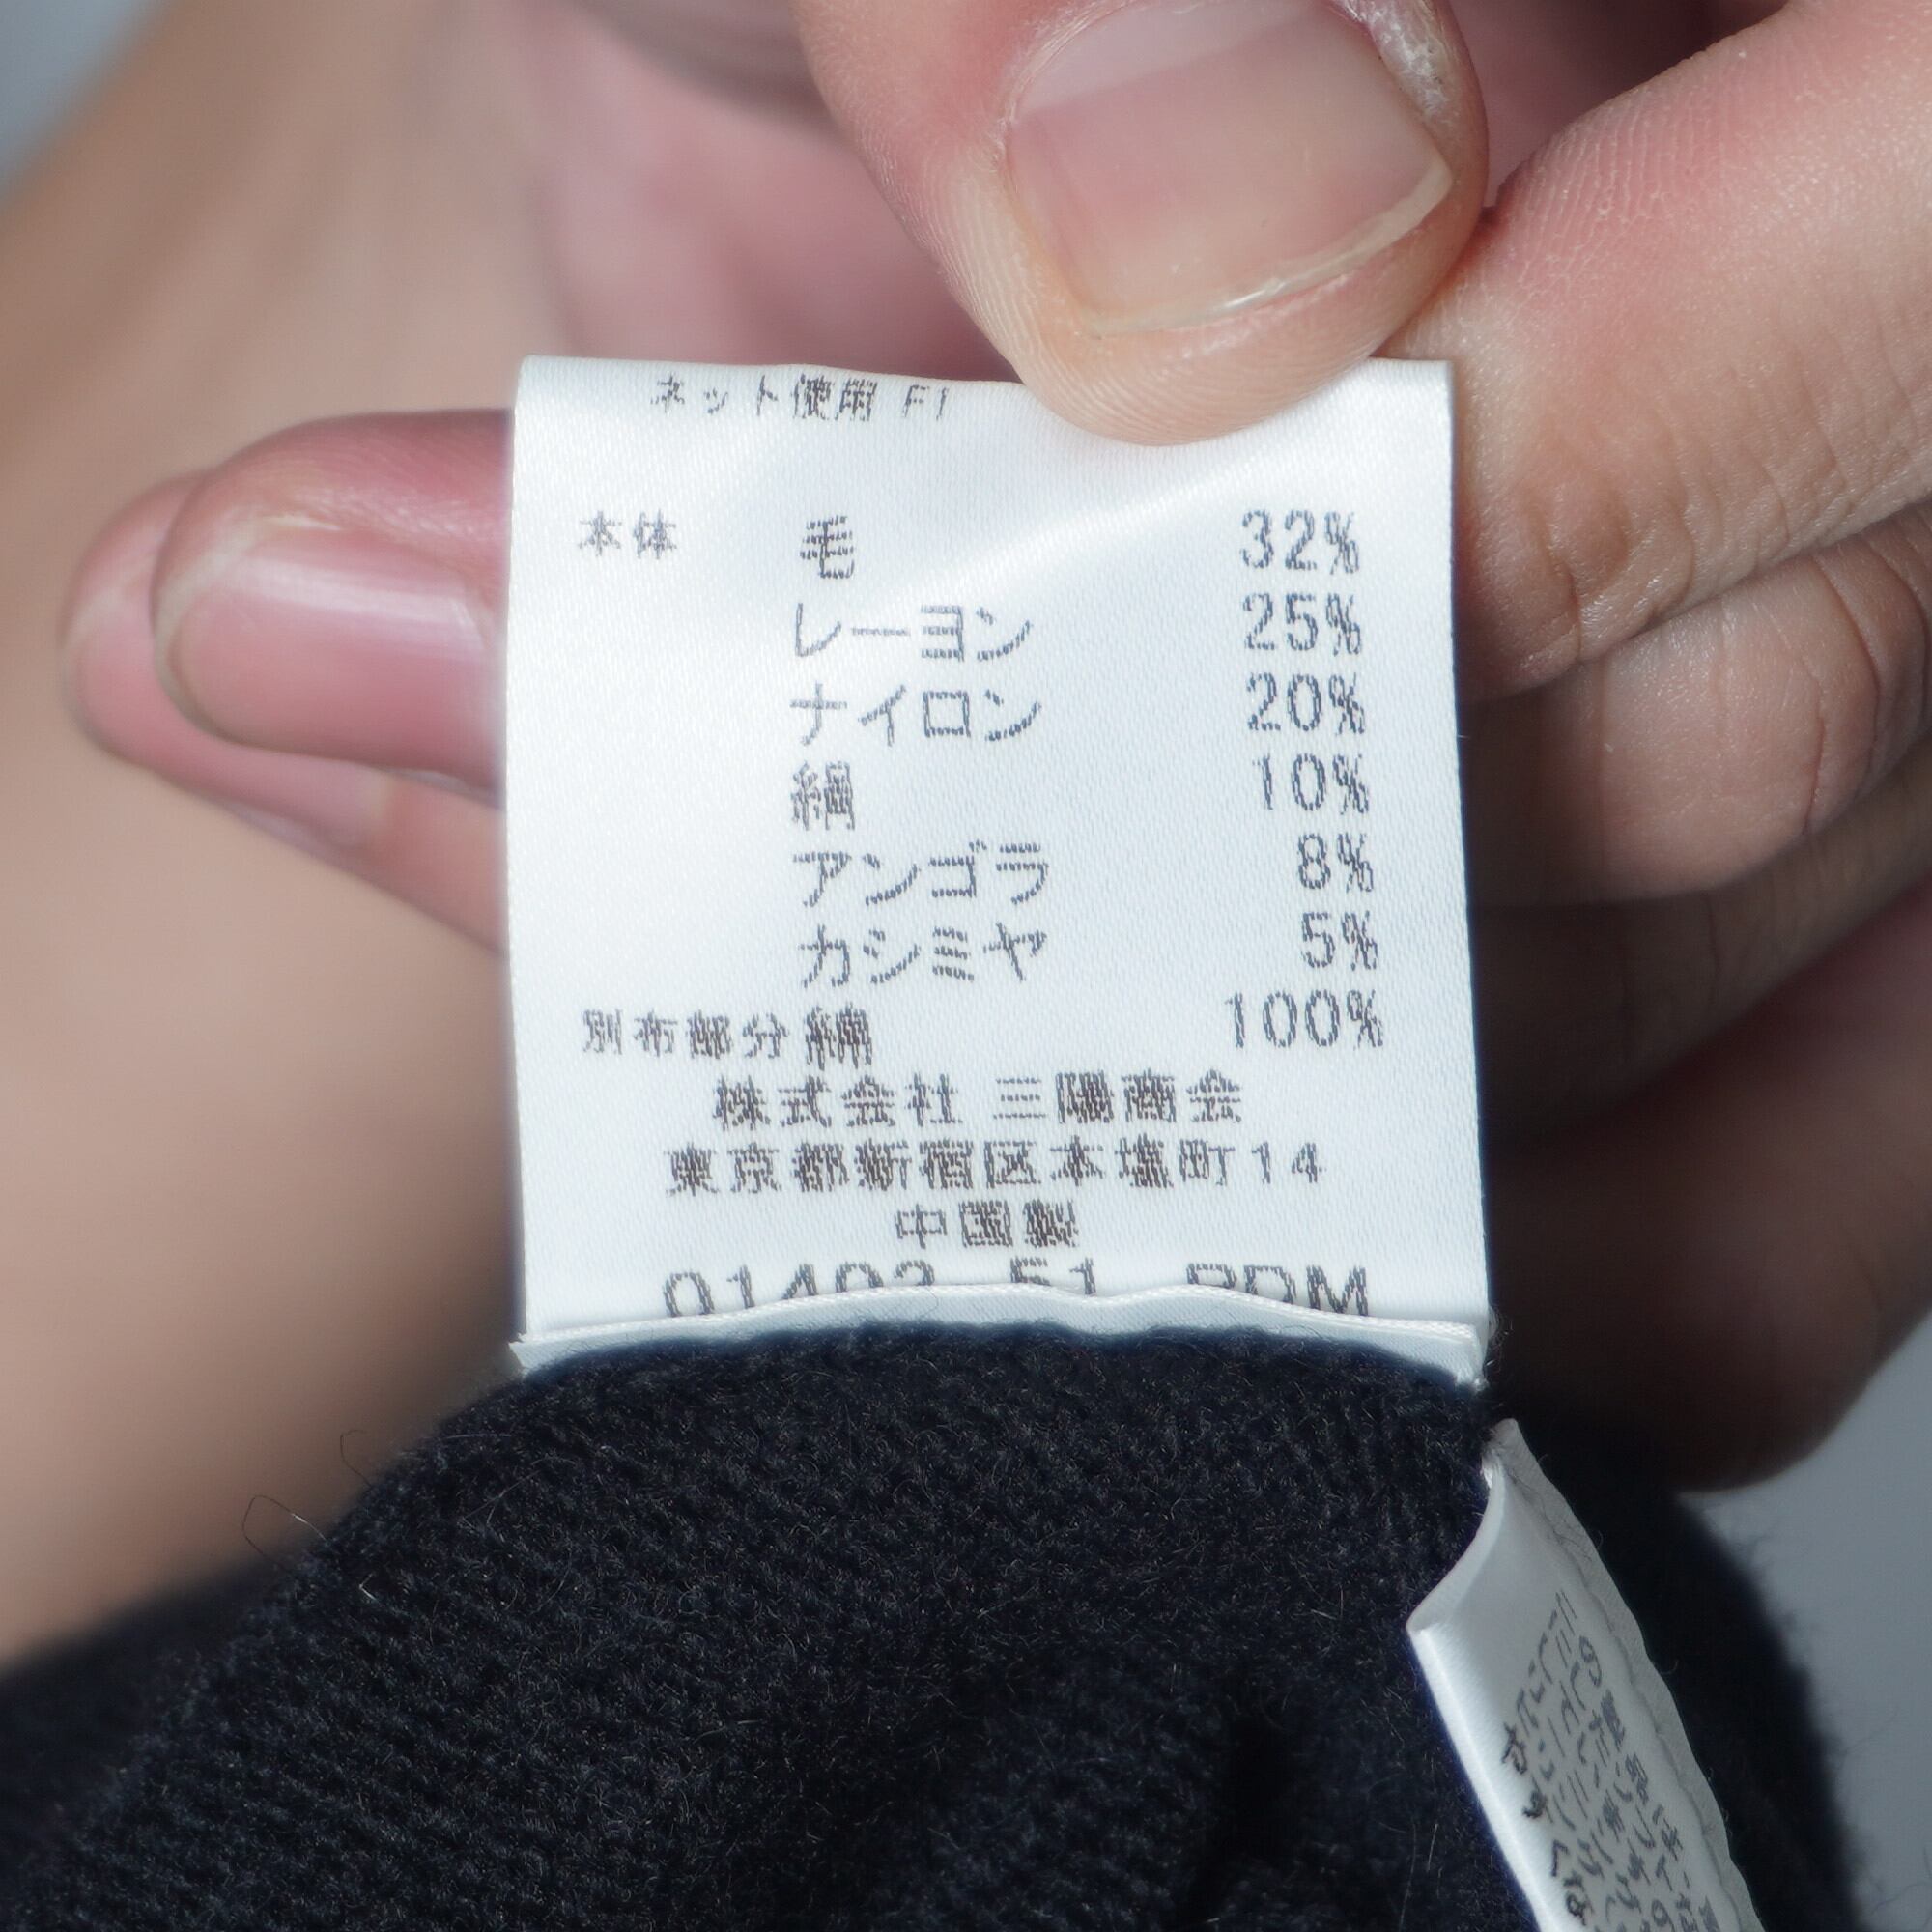 ネット使用 F1
本体 毛 32%
レーヨン 25%
ナイロン 20%
絹 10%
アンゴラ 8%
カシミヤ 5%
別布部分 綿 100%
株式会社 三陽商会
東京都新宿区本塩町14
中国製